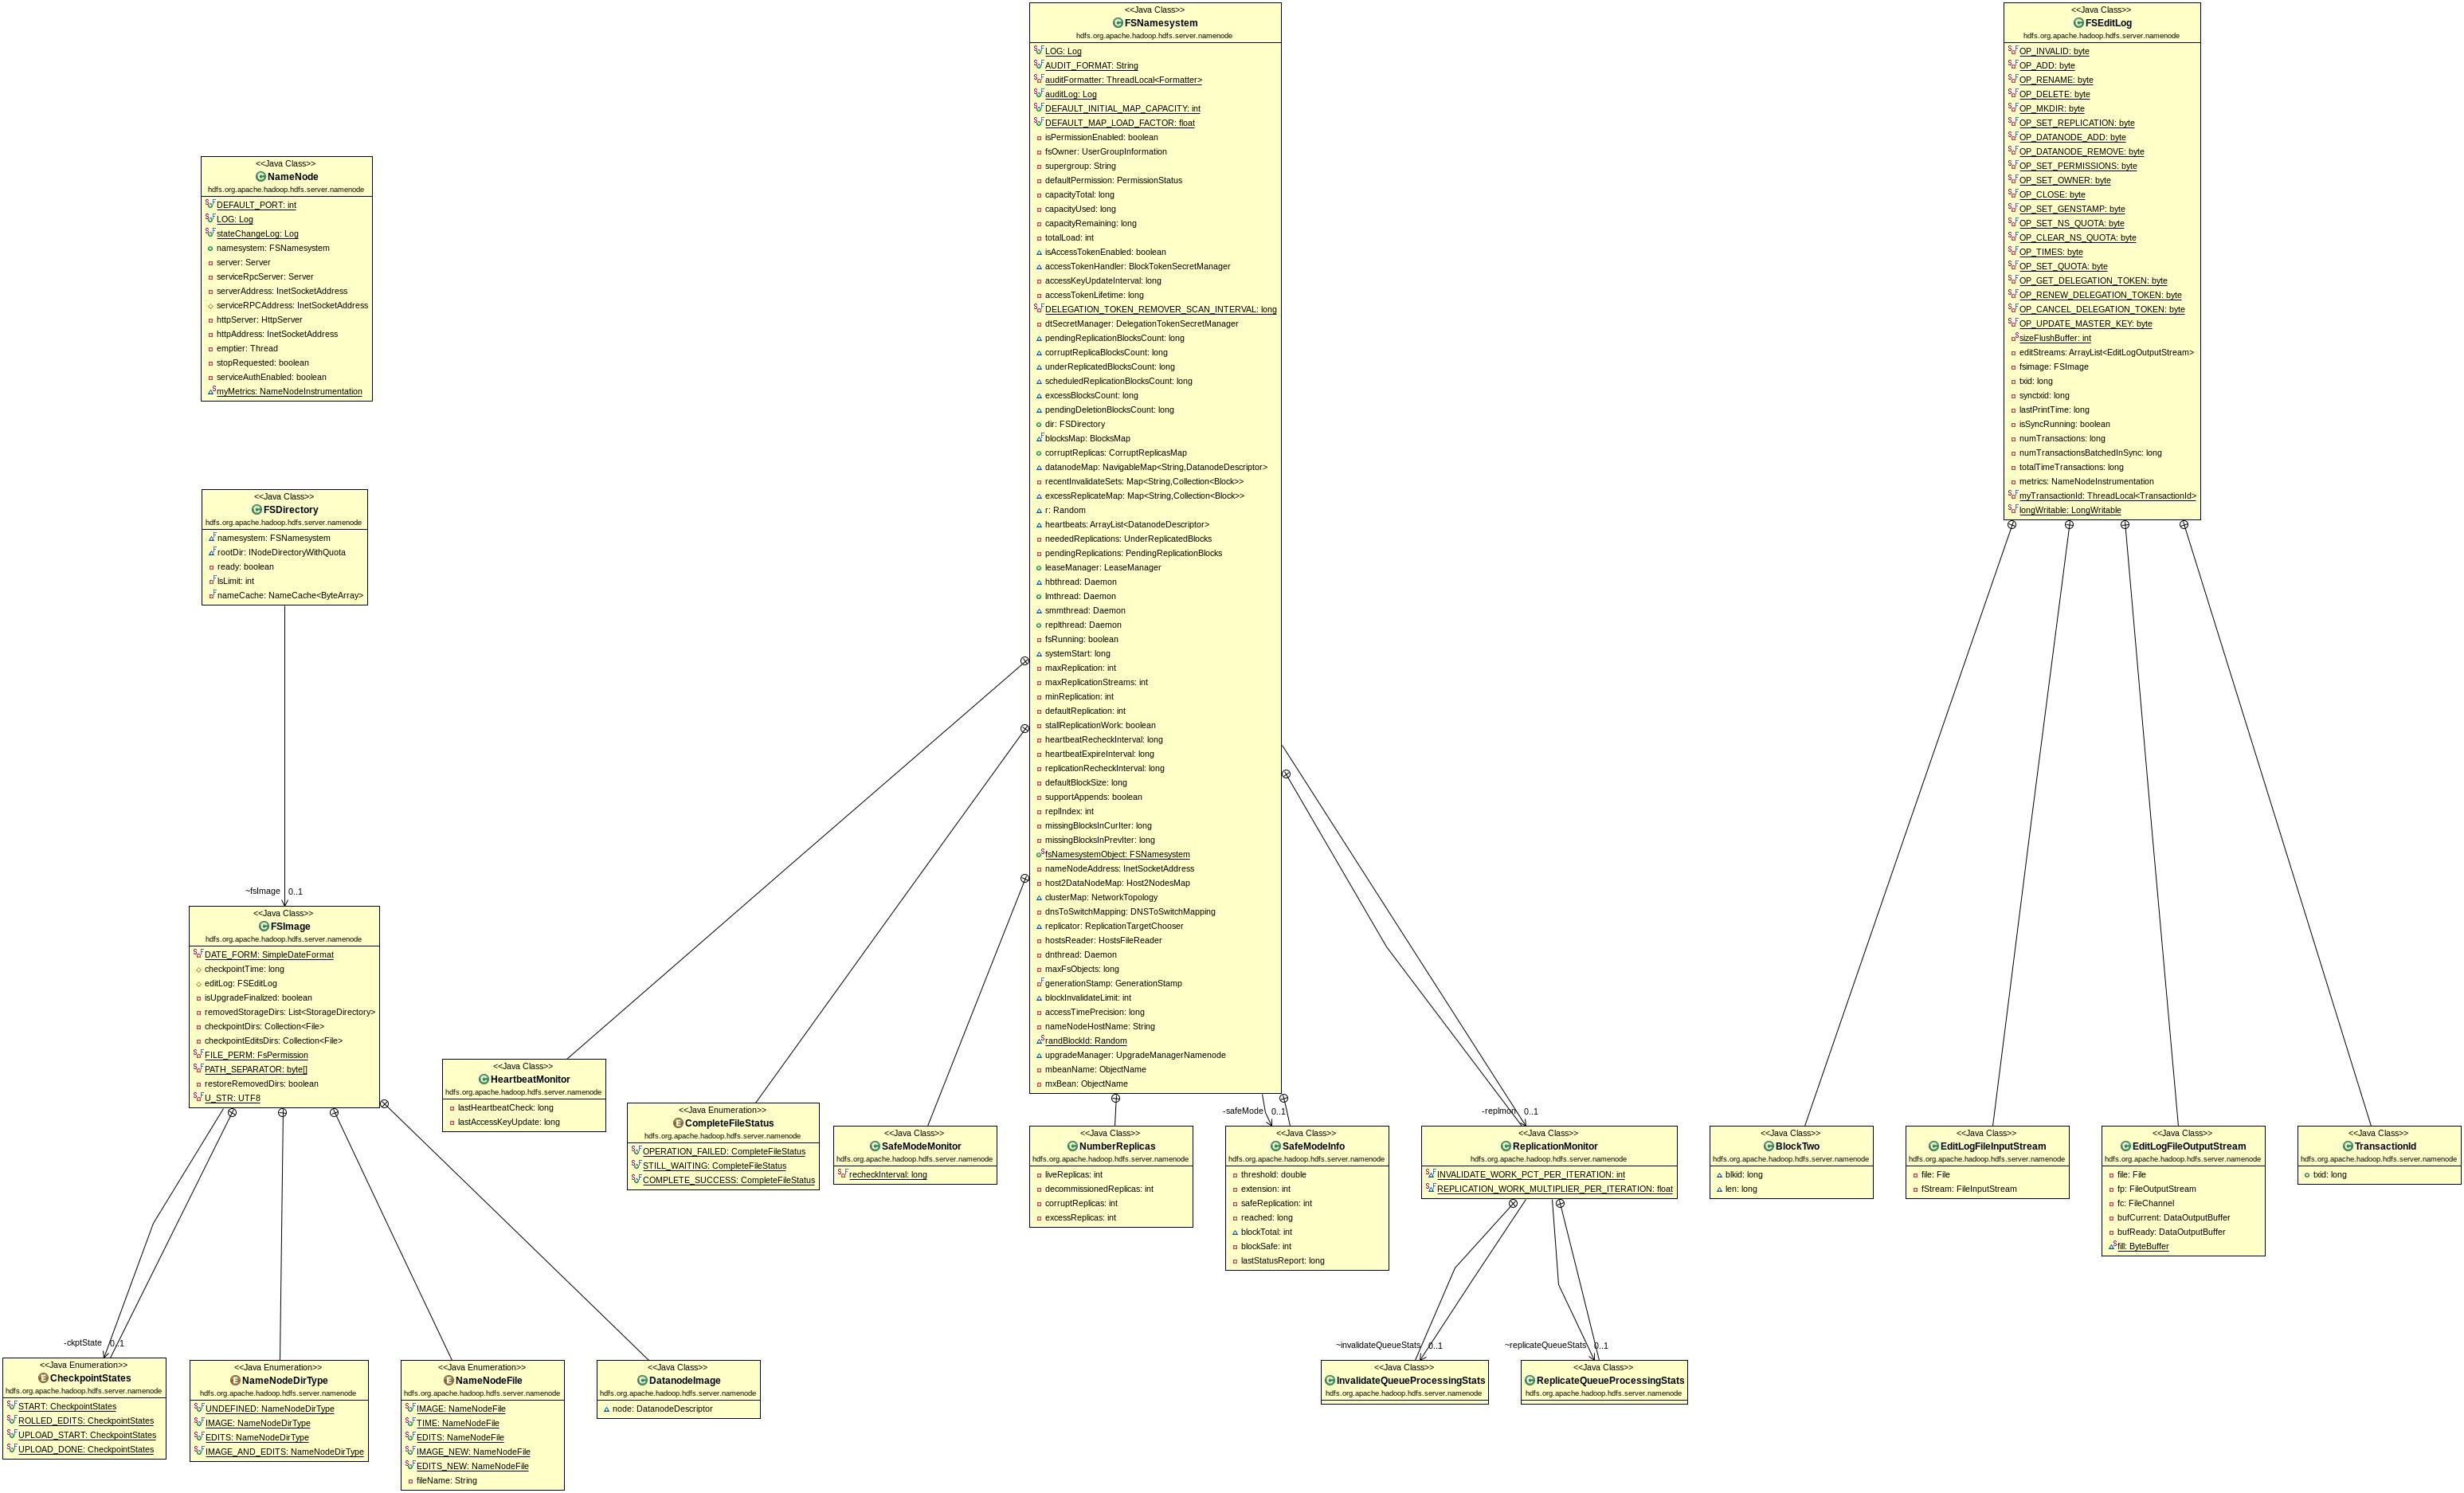 <<Java Class>>
FSNamesystem
hdfs.org.apache.hadoop.hdfs.server.namenode
LOG: Log
AUDIT_FORMAT: String
auditFormatter: ThreadLocal<Formatter>
auditLog: Log
DEFAULT_INITIAL_MAP_CAPACITY: int
DEFAULT_MAP_LOAD_FACTOR: float
isPermissionEnabled: boolean
fsOwner: UserGroupInformation
supergroup: String
defaultPermission: PermissionStatus
capacityTotal: long
capacityUsed: long
capacityRemaining: long
totalLoad: int
isAccessTokenEnabled: boolean
accessTokenHandler: BlockTokenSecretManager
accessKeyUpdateInterval: long
accessTokenLifetime: long
DELEGATION_TOKEN_REMOVER_SCAN_INTERVAL: long
dtSecretManager: DelegationTokenSecretManager
pendingReplicationBlocksCount: long
corruptReplicaBlocksCount: long
underReplicatedBlocksCount: long
scheduledReplicationBlocksCount: long
excessBlocksCount: long
pendingDeletionBlocksCount: long
dir: FSDirectory
blocksMap: BlocksMap
corruptReplicas: CorruptReplicasMap
datanodeMap: NavigableMap<String,DatanodeDescriptor>
recentInvalidateSets: Map<String,Collection<Block>>
excessReplicateMap: Map<String,Collection<Block>>
r: Random
heartbeats: ArrayList<DatanodeDescriptor>
neededReplications: UnderReplicatedBlocks
pendingReplications: PendingReplicationBlocks
leaseManager: LeaseManager
hbthread: Daemon
lmthread: Daemon
smmthread: Daemon
replthread: Daemon
fsRunning: boolean
systemStart: long
maxReplication: int
maxReplicationStreams: int
minReplication: int
defaultReplication: int
stallReplicationWork: boolean
heartbeatRecheckInterval: long
heartbeatExpireInterval: long
replicationRecheckInterval: long
defaultBlockSize: long
supportAppends: boolean
replIndex: int
missingBlocksInCurIter: long
missingBlocksInPrevIter: long
fsNamesystemObject: FSNamesystem
nameNodeAddress: InetSocketAddress
host2DataNodeMap: Host2NodesMap
clusterMap: NetworkTopology
dnsToSwitchMapping: DNSToSwitchMapping
replicator: ReplicationTargetChooser
hostsReader: HostsFileReader
dnthread: Daemon
maxFsObjects: long
generationStamp: GenerationStamp
blockInvalidateLimit: int
accessTimePrecision: long
nameNodeHostName: String
randBlockId: Random
upgradeManager: UpgradeManagerNamenode
mbeanName: ObjectName
mxBean: ObjectName
<<Java Class>>
FSEditLog
hdfs.org.apache.hadoop.hdfs.server.namenode
OP_INVALID: byte
OP_ADD: byte
OP_RENAME: byte
OP_DELETE: byte
OP_MKDIR: byte
OP_SET_REPLICATION: byte
OP_DATANODE_ADD: byte
OP_DATANODE_REMOVE: byte
OP_SET_PERMISSIONS: byte
OP_SET_OWNER: byte
OP_CLOSE: byte
OP_SET_GENSTAMP: byte
OP_SET_NS_QUOTA: byte
OP_CLEAR_NS_QUOTA: byte
OP_TIMES: byte
OP_SET_QUOTA: byte
OP_GET_DELEGATION_TOKEN: byte
OP_RENEW_DELEGATION_TOKEN: byte
OP_CANCEL_DELEGATION_TOKEN: byte
OP_UPDATE_MASTER_KEY: byte
sizeFlushBuffer: int
editStreams: ArrayList<EditLogOutputStream>
fsimage: FSImage
txid: long
synctxid: long
lastPrintTime: long
isSyncRunning: boolean
numTransactions: long
numTransactionsBatchedInSync: long
totalTimeTransactions: long
metrics: NameNodeInstrumentation
myTransactionId: ThreadLocal<TransactionId>
longWritable: LongWritable
<<Java Class>>
NameNode
hdfs.org.apache.hadoop.hdfs.server.namenode
DEFAULT_PORT: int
LOG: Log
stateChangeLog: Log
namesystem: FSNamesystem
server: Server
serviceRpcServer: Server
serverAddress: InetSocketAddress
serviceRPCAddress: InetSocketAddress
httpServer: HttpServer
httpAddress: InetSocketAddress
emptier: Thread
stopRequested: boolean
serviceAuthEnabled: boolean
myMetrics: NameNodeInstrumentation
<<Java Class>>
FSDirectory
hdfs.org.apache.hadoop.hdfs.server.namenode
namesystem: FSNamesystem
rootDir: INodeDirectoryWithQuota
ready: boolean
lsLimit: int
nameCache: NameCache<ByteArray>
~fsImage 0..1
<<Java Class>>
FSImage
hdfs.org.apache.hadoop.hdfs.server.namenode
DATE_FORM: SimpleDateFormat
checkpointTime: long
editLog: FSEditLog
isUpgradeFinalized: boolean
removedStorageDirs: List<StorageDirectory>
checkpointDirs: Collection<File>
checkpointEditsDirs: Collection<File>
FILE_PERM: FsPermission
PATH_SEPARATOR: byte[]
restoreRemovedDirs: boolean
U_STR: UTF8
<<Java Class>>
HeartbeatMonitor
hdfs.org.apache.hadoop.hdfs.server.namenode
lastHeartbeatCheck: long
lastAccessKeyUpdate: long
<<Java Enumeration>>
CompleteFileStatus
hdfs.org.apache.hadoop.hdfs.server.namenode
OPERATION_FAILED: CompleteFileStatus
STILL_WAITING: CompleteFileStatus
COMPLETE_SUCCESS: CompleteFileStatus
<<Java Class>>
SafeModeMonitor
hdfs.org.apache.hadoop.hdfs.server.namenode
recheckInterval: long
<<Java Class>>
NumberReplicas
hdfs.org.apache.hadoop.hdfs.server.namenode
liveReplicas: int
decommissionedReplicas: int
corruptReplicas: int
excessReplicas: int
-safeMode 0..1
<<Java Class>>
SafeModeInfo
hdfs.org.apache.hadoop.hdfs.server.namenode
threshold: double
extension: int
safeReplication: int
reached: long
blockTotal: int
blockSafe: int
lastStatusReport: long
-replmon 0..1
<<Java Class>>
ReplicationMonitor
hdfs.org.apache.hadoop.hdfs.server.namenode
INVALIDATE_WORK_PCT_PER_ITERATION: int
REPLICATION_WORK_MULTIPLIER_PER_ITERATION: float
<<Java Class>>
BlockTwo
hdfs.org.apache.hadoop.hdfs.server.namenode
blkid: long
len: long
<<Java Class>>
EditLogFileInputStream
hdfs.org.apache.hadoop.hdfs.server.namenode
file: File
fStream: FileInputStream
<<Java Class>>
EditLogFileOutputStream
hdfs.org.apache.hadoop.hdfs.server.namenode
file: File
fp: FileOutputStream
fc: FileChannel
bufCurrent: DataOutputBuffer
bufReady: DataOutputBuffer
fill: ByteBuffer
<<Java Class>>
TransactionId
hdfs.org.apache.hadoop.hdfs.server.namenode
txid: long
-ckptState 0..1
<<Java Enumeration>>
CheckpointStates
hdfs.org.apache.hadoop.hdfs.server.namenode
START: CheckpointStates
ROLLED_EDITS: CheckpointStates
UPLOAD_START: CheckpointStates
UPLOAD_DONE: CheckpointStates
<<Java Enumeration>>
NameNodeDirType
hdfs.org.apache.hadoop.hdfs.server.namenode
UNDEFINED: NameNodeDirType
IMAGE: NameNodeDirType
EDITS: NameNodeDirType
IMAGE_AND_EDITS: NameNodeDirType
<<Java Enumeration>>
NameNodeFile
hdfs.org.apache.hadoop.hdfs.server.namenode
IMAGE: NameNodeFile
TIME: NameNodeFile
EDITS: NameNodeFile
IMAGE_NEW: NameNodeFile
EDITS_NEW: NameNodeFile
fileName: String
<<Java Class>>
DatanodeImage
hdfs.org.apache.hadoop.hdfs.server.namenode
node: DatanodeDescriptor
~invalidateQueueStats 0..1
<<Java Class>>
InvalidateQueueProcessingStats
hdfs.org.apache.hadoop.hdfs.server.namenode
~replicateQueueStats 0..1
<<Java Class>>
ReplicateQueueProcessingStats
hdfs.org.apache.hadoop.hdfs.server.namenode